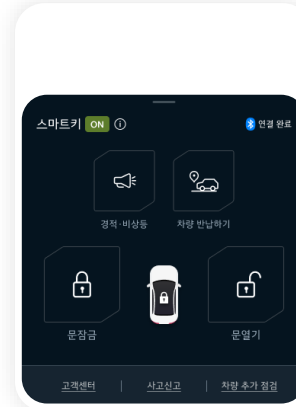 스마트키 ON
연결 완료
경적·비상등
차량 반납하기
문잠금
문열기
고객센터 | 사고신고 | 차량 추가 점검